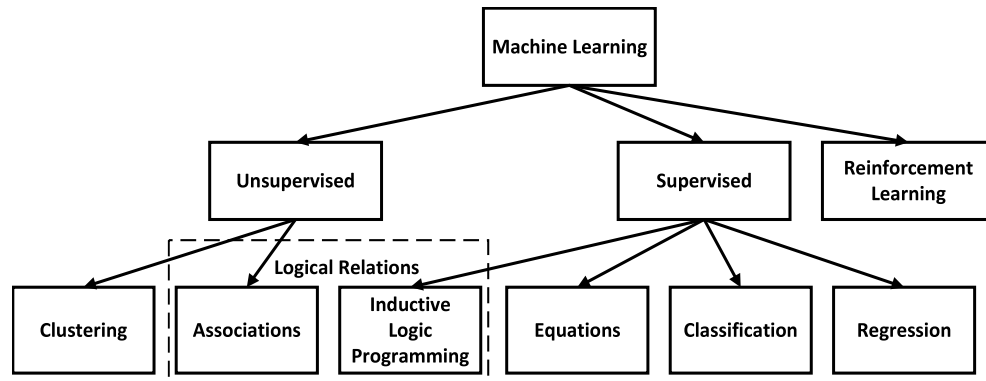 Machine Learning
Unsupervised
Supervised
Reinforcement
Learning
Logical Relations
Clustering
Associations
Inductive
Logic
Programming
Equations
Classification
Regression